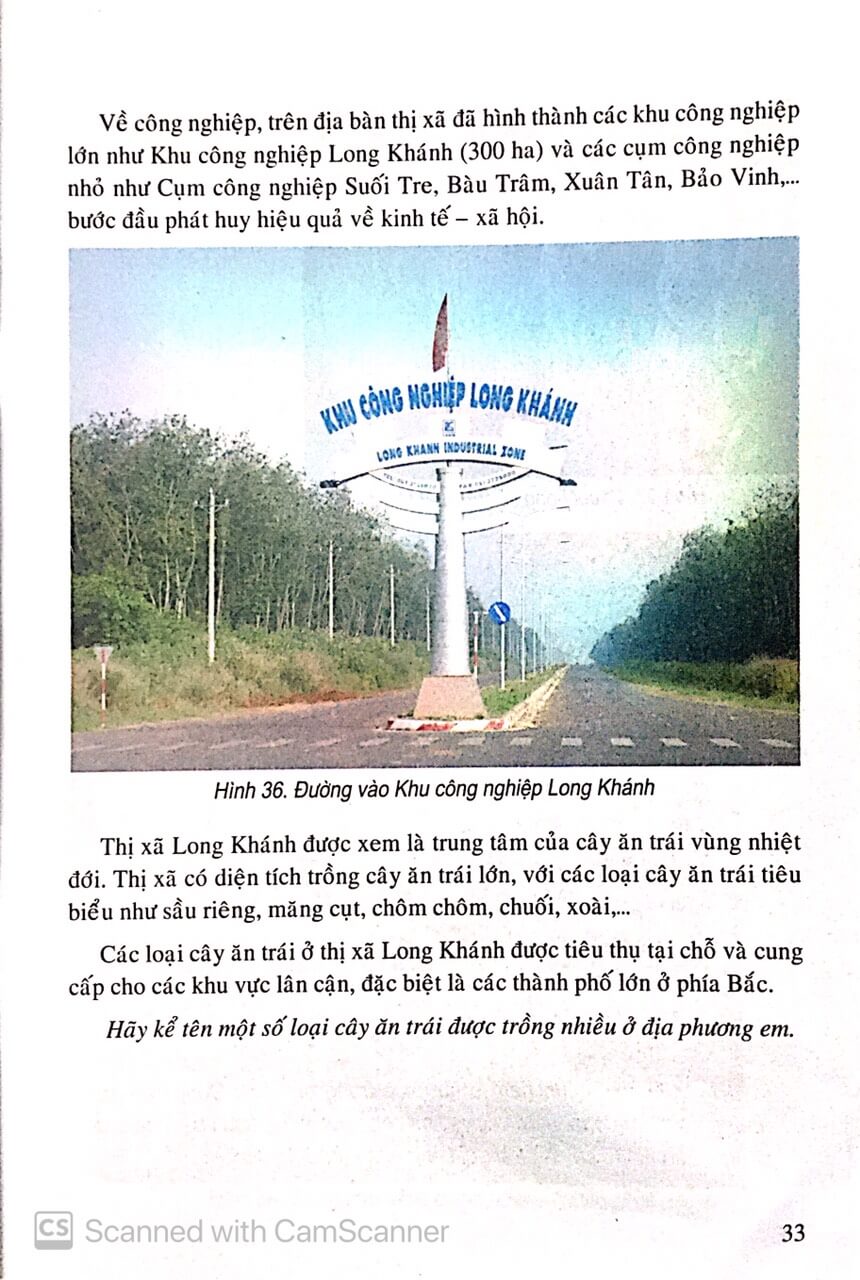 Về công nghiệp, trên địa bàn thị xã đã hình thành các khu công nghiệp
lớn như Khu công nghiệp Long Khánh (300 ha) và các cụm công nghiệp
nhỏ như Cụm công nghiệp Suối Tre, Bàu Trâm, Xuân Tân, Bảo Vinh,...
bước đầu phát huy hiệu quả về kinh tế – xã hội.
KHU CÔNG NGHIỆP LONG KHÁNH
LONG KHANH INDUSTRIAL ZONE
Hình 36. Đường vào Khu công nghiệp Long Khánh
Thị xã Long Khánh được xem là trung tâm của cây ăn trái vùng nhiệt
đới. Thị xã có diện tích trồng cây ăn trái lớn, với các loại cây ăn trái tiêu
biểu như sầu riêng, măng cụt, chôm chôm, chuối, xoài,...
Các loại cây ăn trái ở thị xã Long Khánh được tiêu thụ tại chỗ và cung
cấp cho các khu vực lân cận, đặc biệt là các thành phố lớn ở phía Bắc.
Hãy kể tên một số loại cây ăn trái được trồng nhiều ở địa phương em.
CS Scanned with CamScanner
33